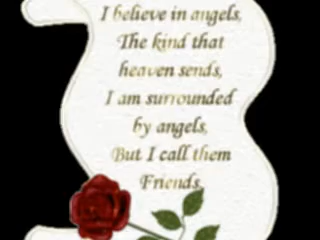 I believe in angels,
The kind that
heaven sends,
I am surrounded
by angels,
But I call them
Friends.